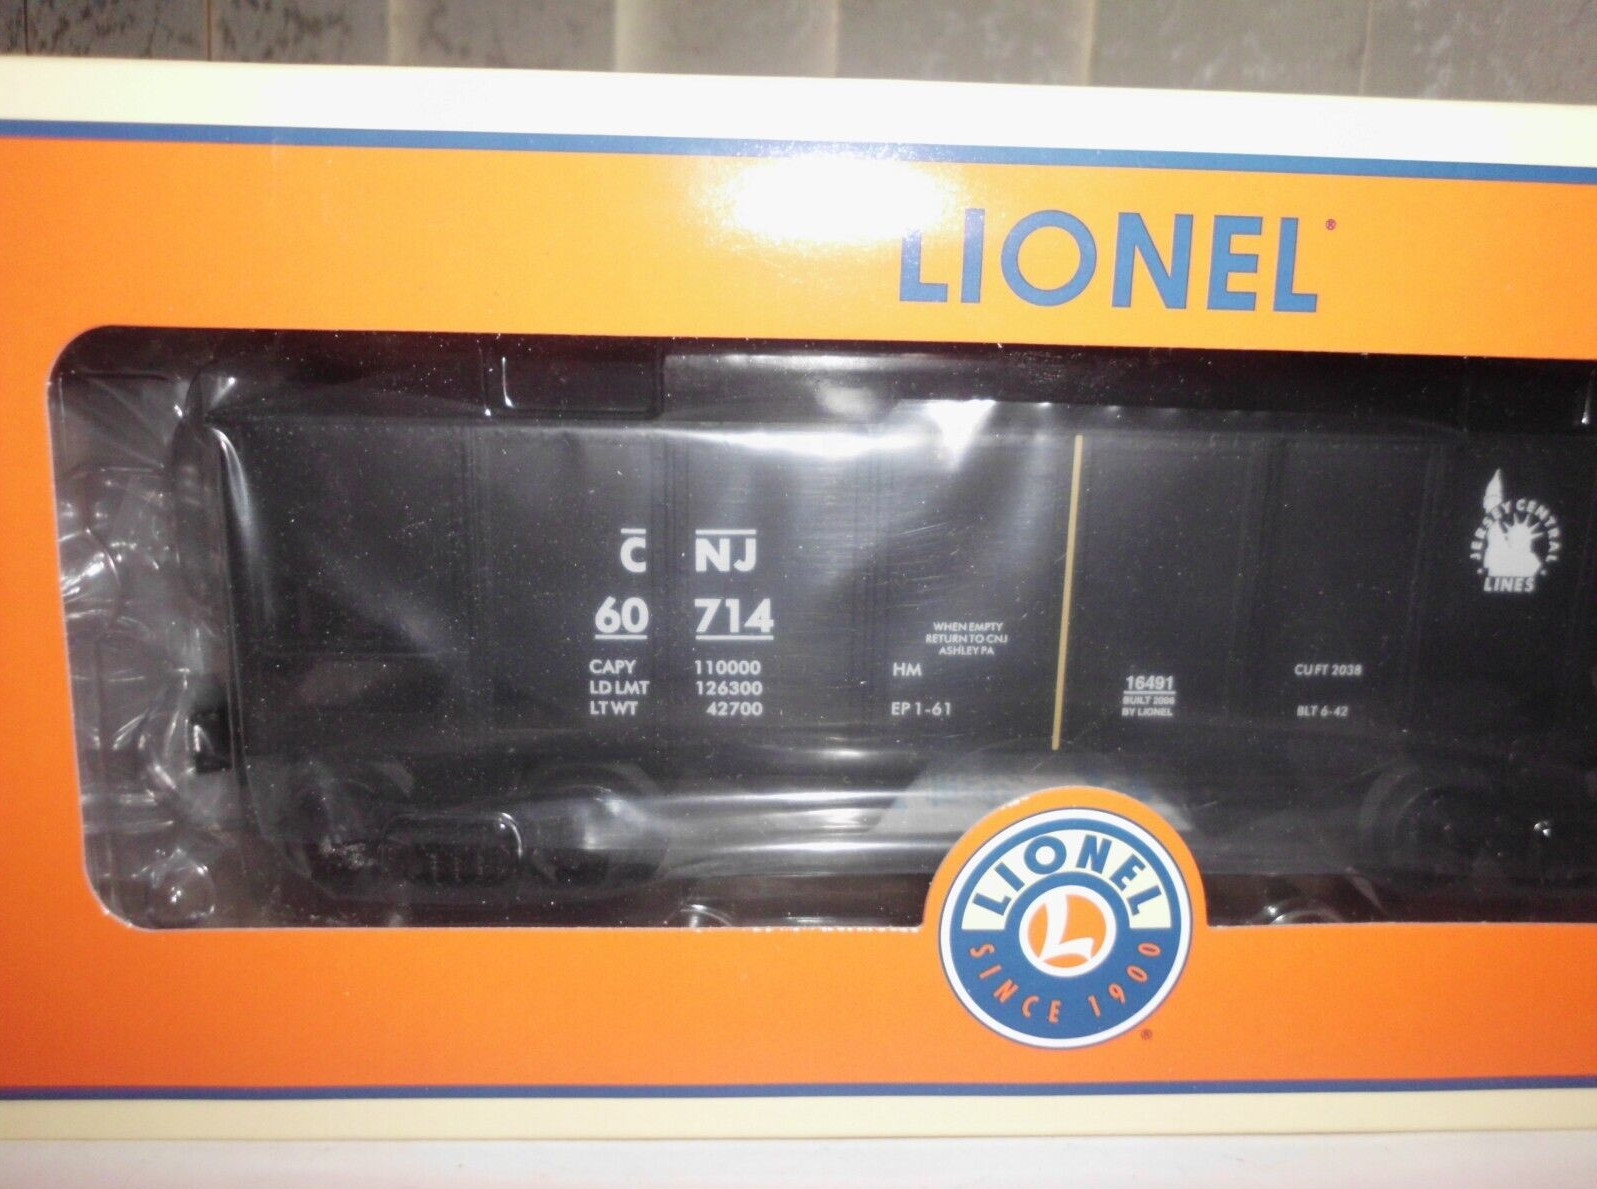 LIONEL®
C NJ
60 714
CAPY 110000
LD LMT 126300
LT WT 42700
WHEN EMPTY
RETURN TO CNJ
ASHLEY PA
HM
EP 1-61
16491
BUILT 2006
BY LIONEL
CU FT 2038
BLT 6-42
JERSEY CENTRAL
LINES
LIONEL
L
SINCE 1900
®